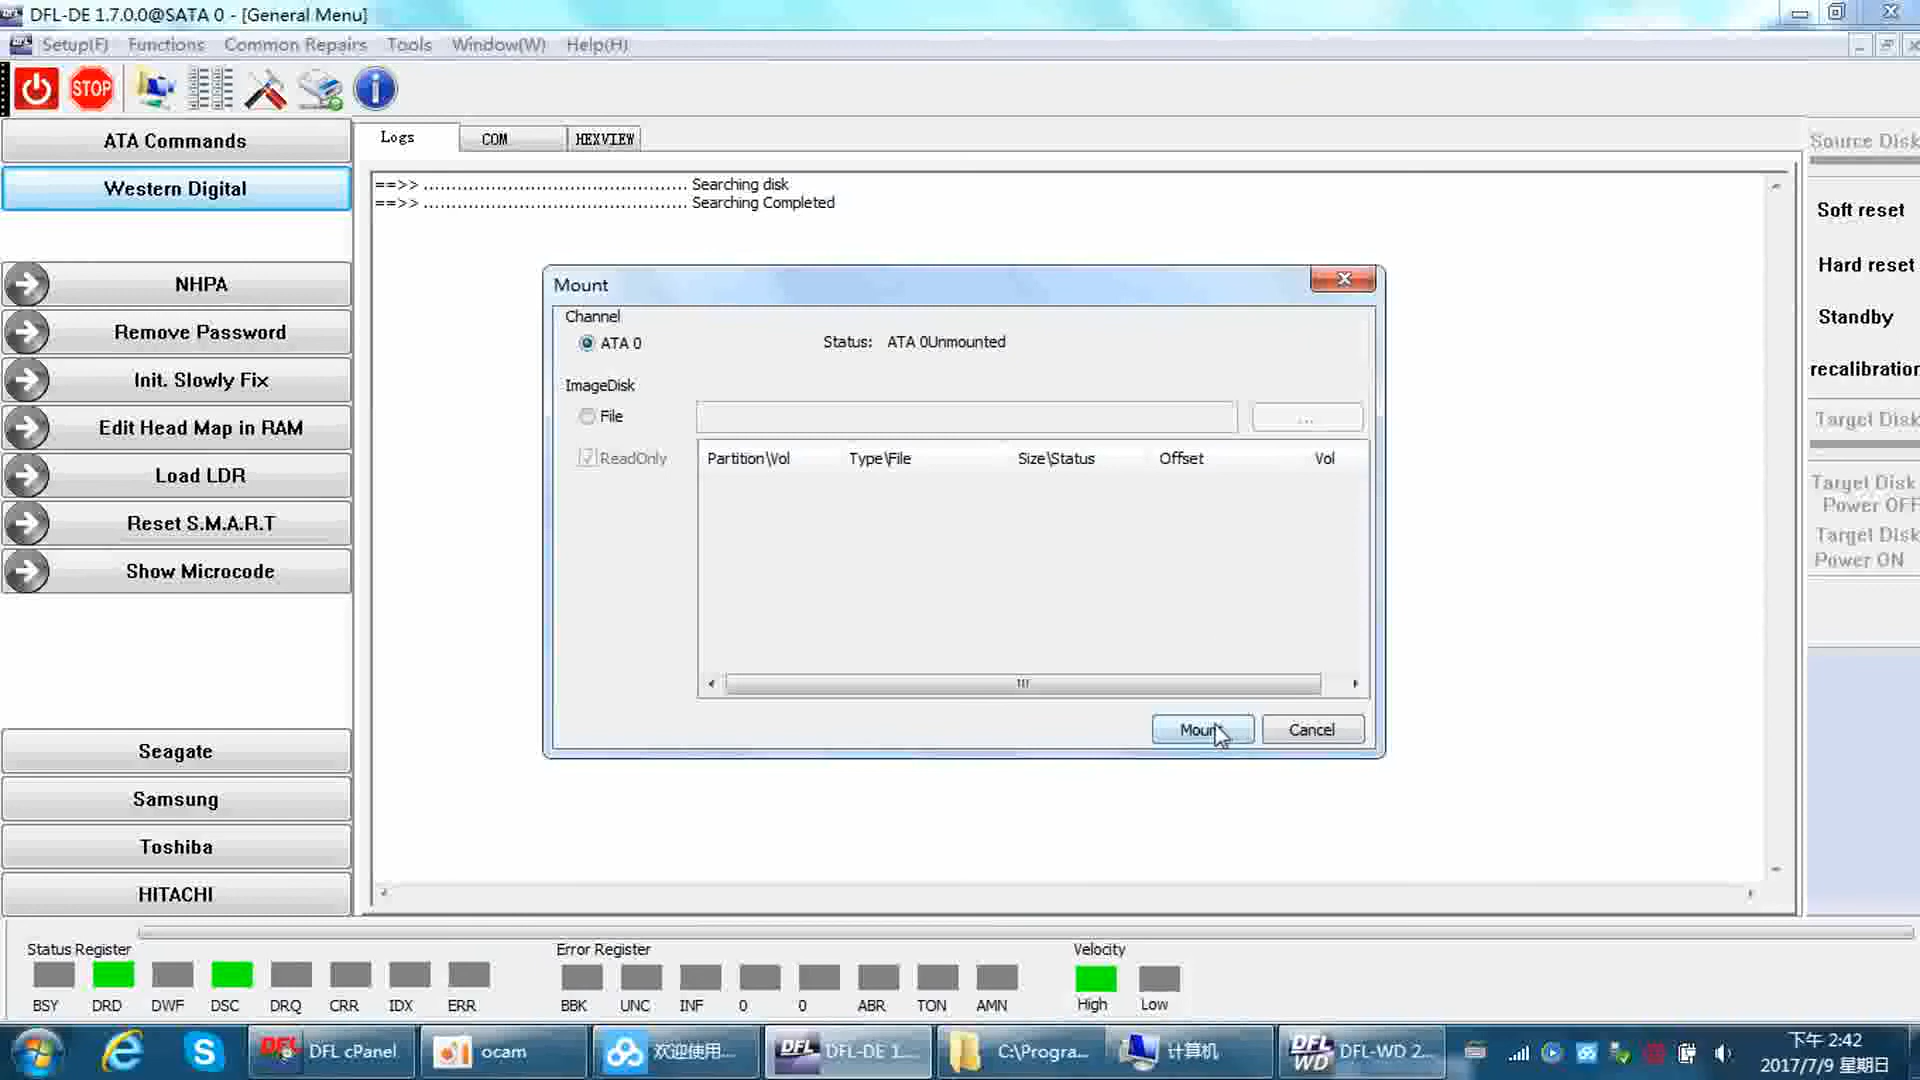 DFL-DE 1.7.0.0@SATA 0 - [General Menu]
Setup(F) Functions Common Repairs Tools Window(W) Help(H)
STOP
ATA Commands
Western Digital
NHPA
Remove Password
Init. Slowly Fix
Edit Head Map in RAM
Load LDR
Reset S.M.A.R.T
Show Microcode
Seagate
Samsung
Toshiba
HITACHI
Logs COM HEXVIEW
==>> ............................................... Searching disk
==>> ............................................... Searching Completed
Mount
Channel
ATA 0 Status: ATA 0Unmounted
ImageDisk
File ...
ReadOnly
Partition\Vol Type\File Size\Status Offset Vol
Mount Cancel
Source Disk
Soft reset
Hard reset
Standby
recalibration
Target Disk
Target Disk
Power OFF
Target Disk
Power ON
Status Register Error Register Velocity
BSY DRD DWF DSC DRQ CRR IDX ERR BBK UNC INF 0 0 ABR TON AMN High Low
DFL DFL cPanel ocam 欢迎使用... DFL DFL-DE 1.... C:\Progra... 计算机 DFL WD DFL-WD 2... 下午 2:42
2017/7/9 星期日